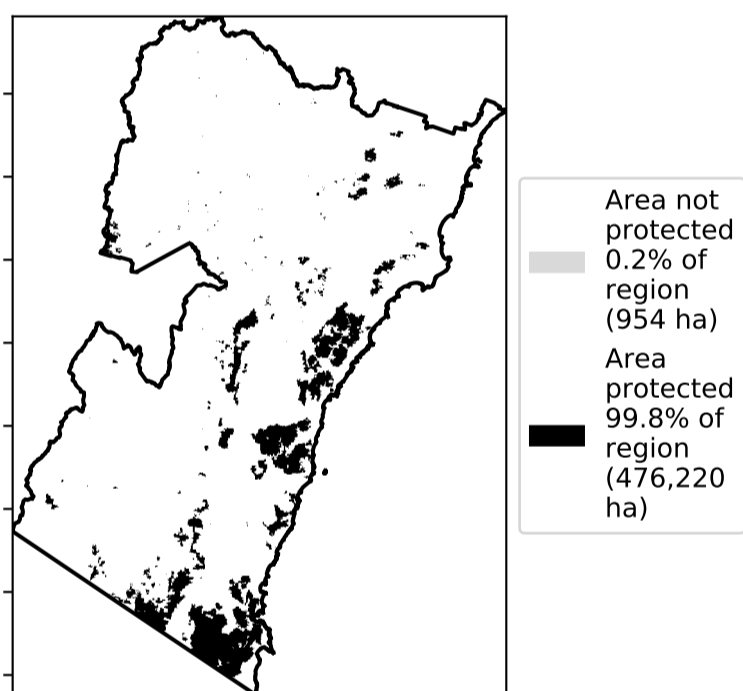 Area not
protected
0.2% of
region
(954 ha)
Area
protected
99.8% of
region
(476,220
ha)